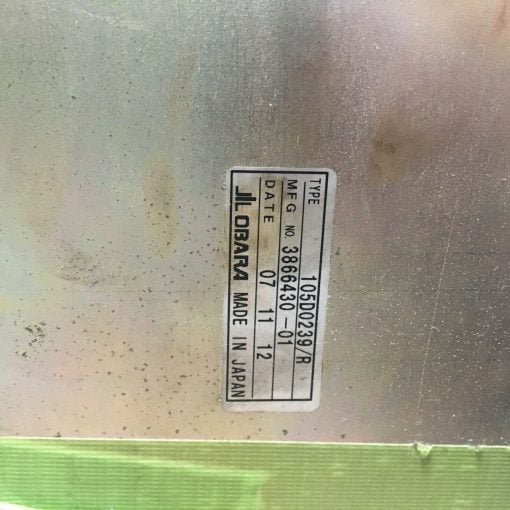 TYPE 105D0239/R
MFG NO. 3866430-01
DATE 07 11 12
OBARA MADE IN JAPAN